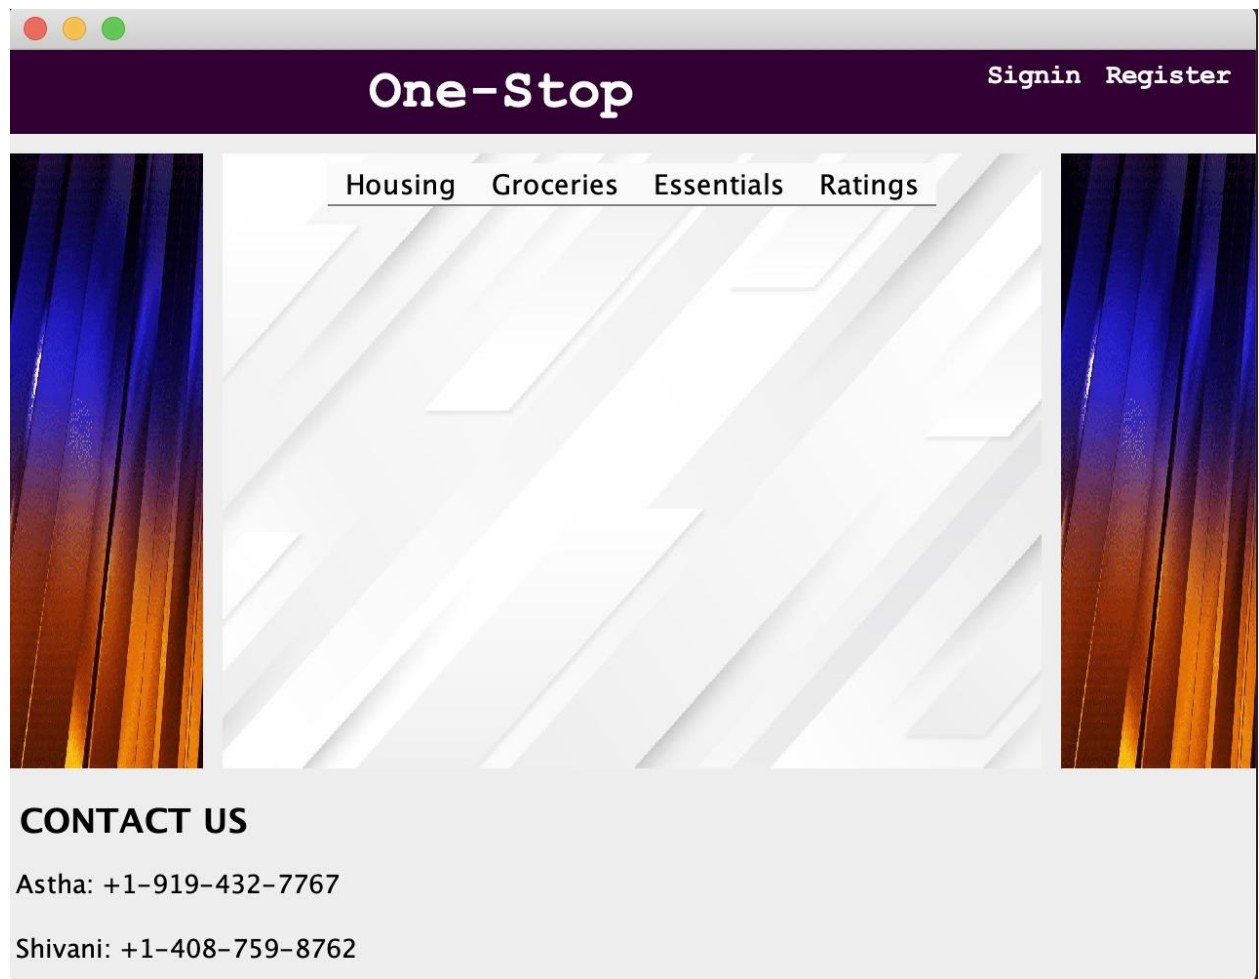 One-Stop
Signin Register
Housing Groceries Essentials Ratings
CONTACT US
Astha: +1-919-432-7767
Shivani: +1-408-759-8762